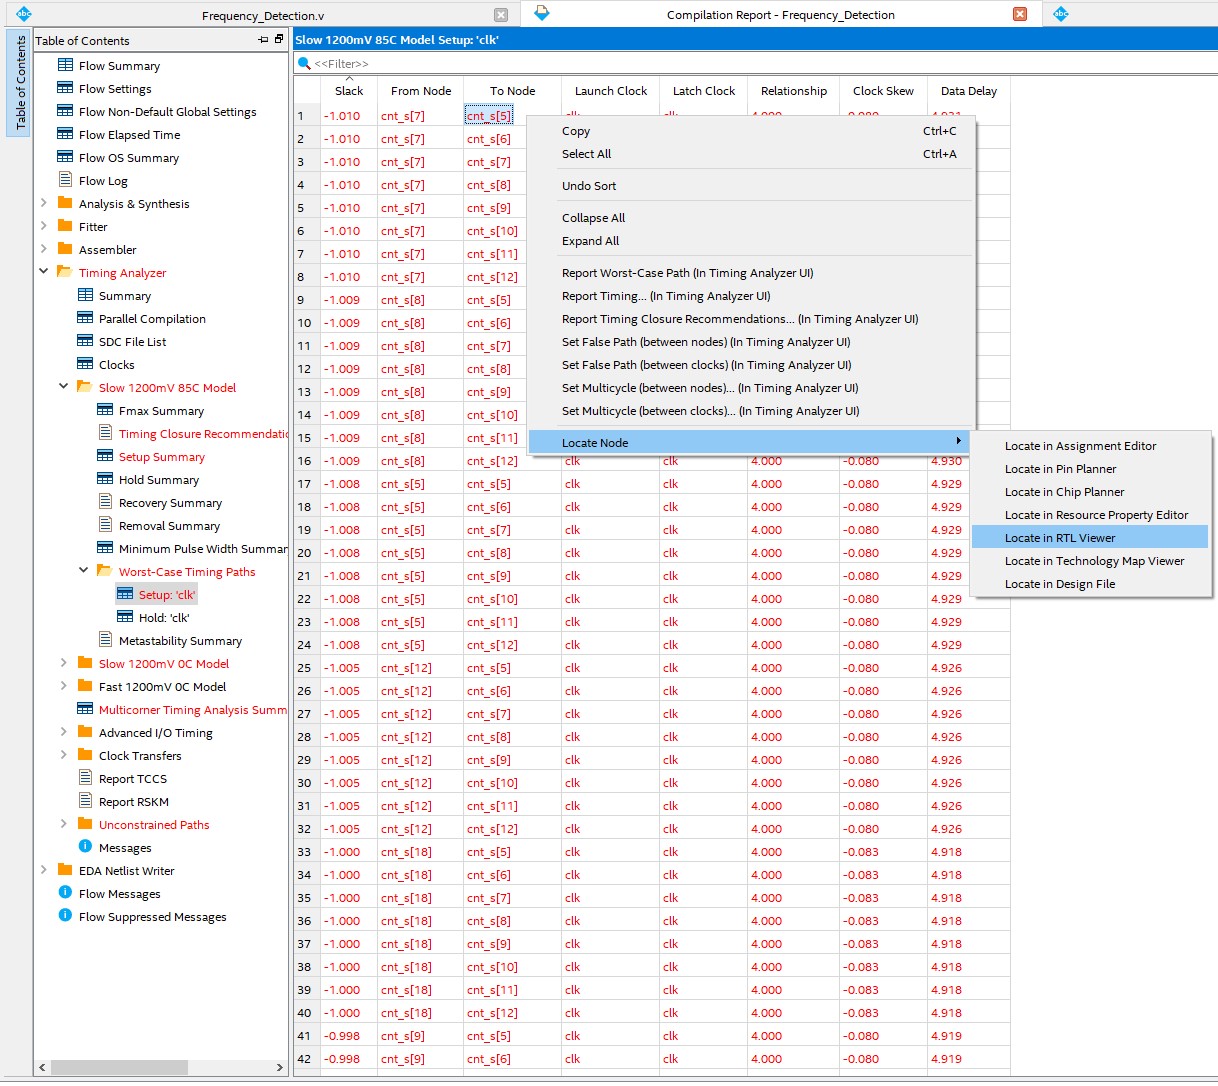 Frequency_Detection.v
Compilation Report - Frequency_Detection
Table of Contents
Table of Contents
Flow Summary
Flow Settings
Flow Non-Default Global Settings
Flow Elapsed Time
Flow OS Summary
Flow Log
Analysis & Synthesis
Fitter
Assembler
Timing Analyzer
Summary
Parallel Compilation
SDC File List
Clocks
Slow 1200mV 85C Model
Fmax Summary
Timing Closure Recommendatio
Setup Summary
Hold Summary
Recovery Summary
Removal Summary
Minimum Pulse Width Summar
Worst-Case Timing Paths
Setup: 'clk'
Hold: 'clk'
Metastability Summary
Slow 1200mV 0C Model
Fast 1200mV 0C Model
Multicorner Timing Analysis Summ
Advanced I/O Timing
Clock Transfers
Report TCCS
Report RSKM
Unconstrained Paths
Messages
EDA Netlist Writer
Flow Messages
Flow Suppressed Messages
Slow 1200mV 85C Model Setup: 'clk'
<<Filter>>
Slack From Node To Node Launch Clock Latch Clock Relationship Clock Skew Data Delay
1 -1.010 cnt_s[7] cnt_s[5]
2 -1.010 cnt_s[7] cnt_s[6]
3 -1.010 cnt_s[7] cnt_s[7]
4 -1.010 cnt_s[7] cnt_s[8]
5 -1.010 cnt_s[7] cnt_s[9]
6 -1.010 cnt_s[7] cnt_s[10]
7 -1.010 cnt_s[7] cnt_s[11]
8 -1.010 cnt_s[7] cnt_s[12]
9 -1.009 cnt_s[8] cnt_s[5]
10 -1.009 cnt_s[8] cnt_s[6]
11 -1.009 cnt_s[8] cnt_s[7]
12 -1.009 cnt_s[8] cnt_s[8]
13 -1.009 cnt_s[8] cnt_s[9]
14 -1.009 cnt_s[8] cnt_s[10]
15 -1.009 cnt_s[8] cnt_s[11]
16 -1.009 cnt_s[8] cnt_s[12] clk clk 4.000 -0.080 4.930
17 -1.008 cnt_s[5] cnt_s[5] clk clk 4.000 -0.080 4.929
18 -1.008 cnt_s[5] cnt_s[6] clk clk 4.000 -0.080 4.929
19 -1.008 cnt_s[5] cnt_s[7] clk clk 4.000 -0.080 4.929
20 -1.008 cnt_s[5] cnt_s[8] clk clk 4.000 -0.080 4.929
21 -1.008 cnt_s[5] cnt_s[9] clk clk 4.000 -0.080 4.929
22 -1.008 cnt_s[5] cnt_s[10] clk clk 4.000 -0.080 4.929
23 -1.008 cnt_s[5] cnt_s[11] clk clk 4.000 -0.080 4.929
24 -1.008 cnt_s[5] cnt_s[12] clk clk 4.000 -0.080 4.929
25 -1.005 cnt_s[12] cnt_s[5] clk clk 4.000 -0.080 4.926
26 -1.005 cnt_s[12] cnt_s[6] clk clk 4.000 -0.080 4.926
27 -1.005 cnt_s[12] cnt_s[7] clk clk 4.000 -0.080 4.926
28 -1.005 cnt_s[12] cnt_s[8] clk clk 4.000 -0.080 4.926
29 -1.005 cnt_s[12] cnt_s[9] clk clk 4.000 -0.080 4.926
30 -1.005 cnt_s[12] cnt_s[10] clk clk 4.000 -0.080 4.926
31 -1.005 cnt_s[12] cnt_s[11] clk clk 4.000 -0.080 4.926
32 -1.005 cnt_s[12] cnt_s[12] clk clk 4.000 -0.080 4.926
33 -1.000 cnt_s[18] cnt_s[5] clk clk 4.000 -0.083 4.918
34 -1.000 cnt_s[18] cnt_s[6] clk clk 4.000 -0.083 4.918
35 -1.000 cnt_s[18] cnt_s[7] clk clk 4.000 -0.083 4.918
36 -1.000 cnt_s[18] cnt_s[8] clk clk 4.000 -0.083 4.918
37 -1.000 cnt_s[18] cnt_s[9] clk clk 4.000 -0.083 4.918
38 -1.000 cnt_s[18] cnt_s[10] clk clk 4.000 -0.083 4.918
39 -1.000 cnt_s[18] cnt_s[11] clk clk 4.000 -0.083 4.918
40 -1.000 cnt_s[18] cnt_s[12] clk clk 4.000 -0.083 4.918
41 -0.998 cnt_s[9] cnt_s[5] clk clk 4.000 -0.080 4.919
42 -0.998 cnt_s[9] cnt_s[6] clk clk 4.000 -0.080 4.919
Copy Ctrl+C
Select All Ctrl+A
Undo Sort
Collapse All
Expand All
Report Worst-Case Path (In Timing Analyzer UI)
Report Timing... (In Timing Analyzer UI)
Report Timing Closure Recommendations... (In Timing Analyzer UI)
Set False Path (between nodes) (In Timing Analyzer UI)
Set False Path (between clocks) (In Timing Analyzer UI)
Set Multicycle (between nodes)... (In Timing Analyzer UI)
Set Multicycle (between clocks)... (In Timing Analyzer UI)
Locate Node
Locate in Assignment Editor
Locate in Pin Planner
Locate in Chip Planner
Locate in Resource Property Editor
Locate in RTL Viewer
Locate in Technology Map Viewer
Locate in Design File